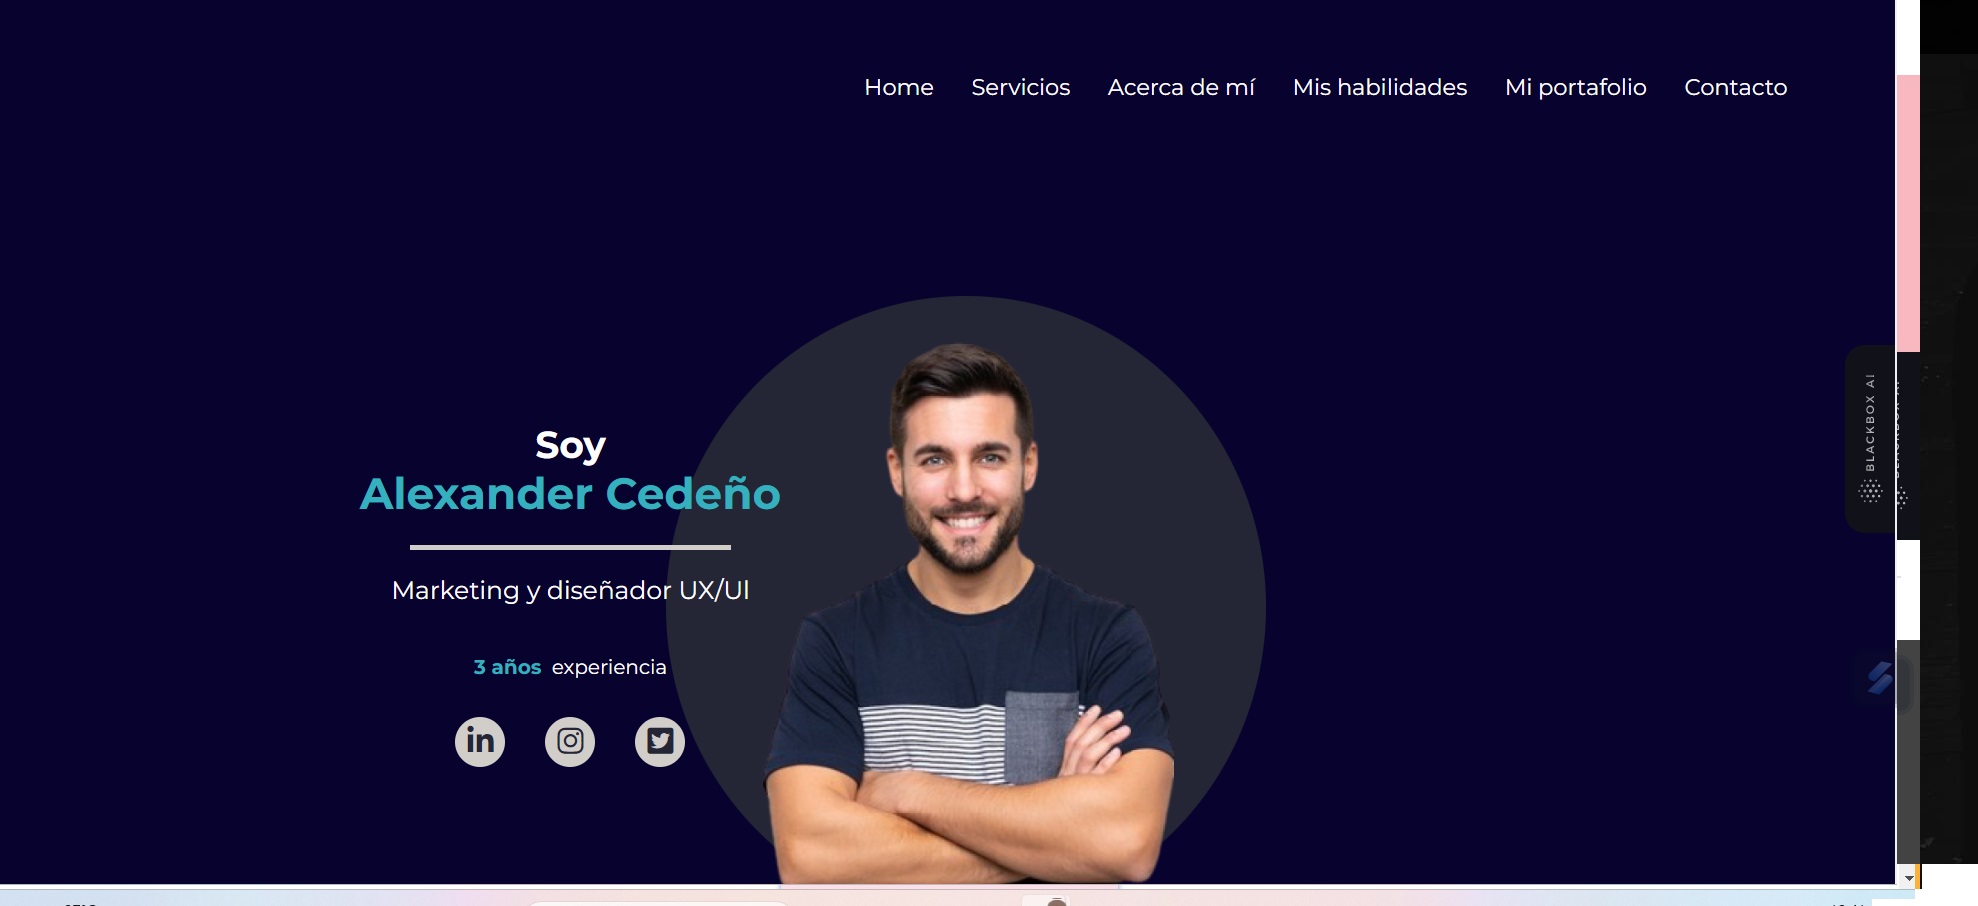 Home Servicios Acerca de mí Mis habilidades Mi portafolio Contacto
Soy
Alexander Cedeño
Marketing y diseñador UX/UI
3 años experiencia
in
BLACKBOX AI